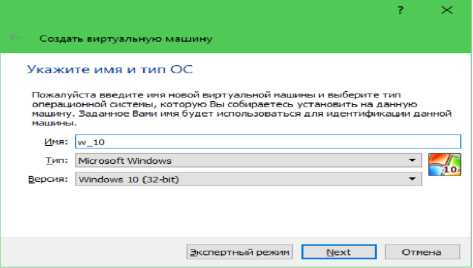 ? ×
← Создать виртуальную машину
Укажите имя и тип ОС
Пожалуйста введите имя новой виртуальной машины и выберите тип
операционной системы, которую Вы собираетесь установить на данную
машину. Заданное Вами имя будет использоваться для идентификации данной
машины.
Имя: w_10
Тип: Microsoft Windows
10
Версия: Windows 10 (32-bit)
Экспертный режим Next Отмена